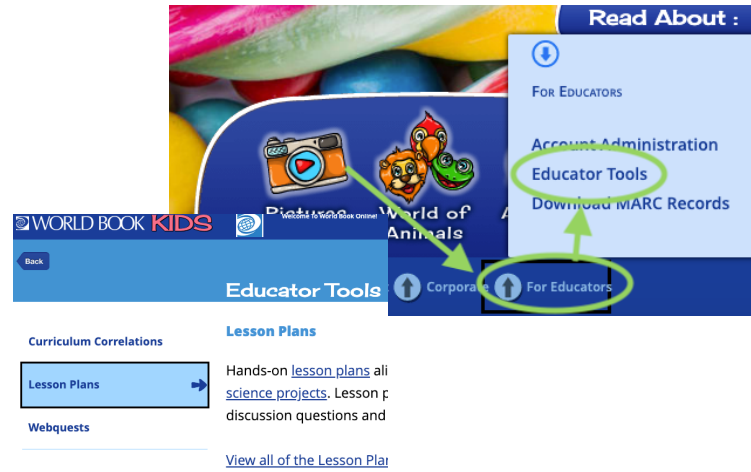 Read About :
For Educators
Account Administration
Educator Tools
Download MARC Records
Pictures
World of
Animals
Corporate
For Educators
WORLD BOOK KIDS
Welcome To World Book Online!
Back
Educator Tools
Curriculum Correlations
Lesson Plans
Webquests
Lesson Plans
Hands-on lesson plans ali
science projects. Lesson p
discussion questions and
View all of the Lesson Plan